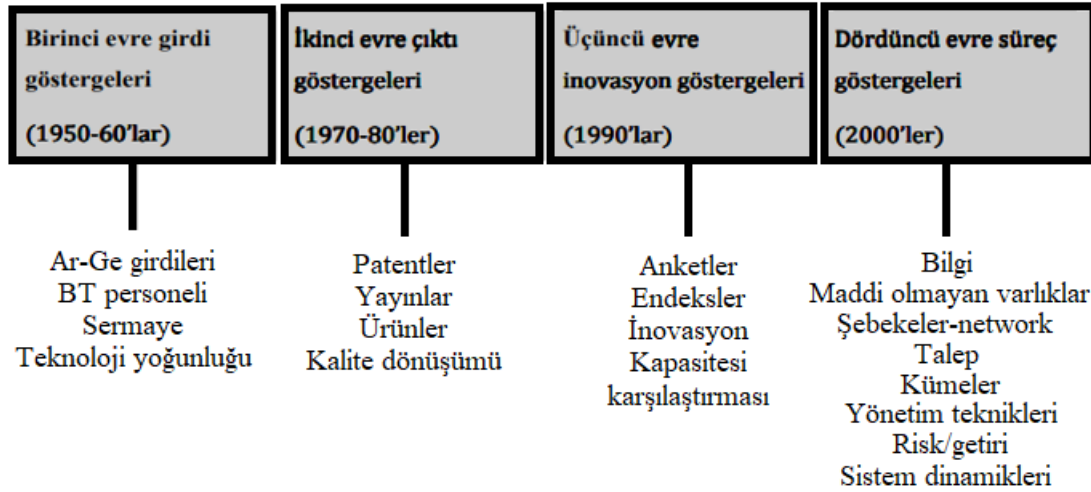 Birinci evre girdi
göstergeleri
(1950-60’lar)
Ar-Ge girdileri
BT personeli
Sermaye
Teknoloji yoğunluğu
İkinci evre çıktı
göstergeleri
(1970-80’ler)
Patentler
Yayınlar
Ürünler
Kalite dönüşümü
Üçüncü evre
inovasyon göstergeleri
(1990’lar)
Anketler
Endeksler
İnovasyon
Kapasitesi
karşılaştırması
Dördüncü evre süreç
göstergeleri
(2000’ler)
Bilgi
Maddi olmayan varlıklar
Şebekeler-network
Talep
Kümeler
Yönetim teknikleri
Risk/getiri
Sistem dinamikleri